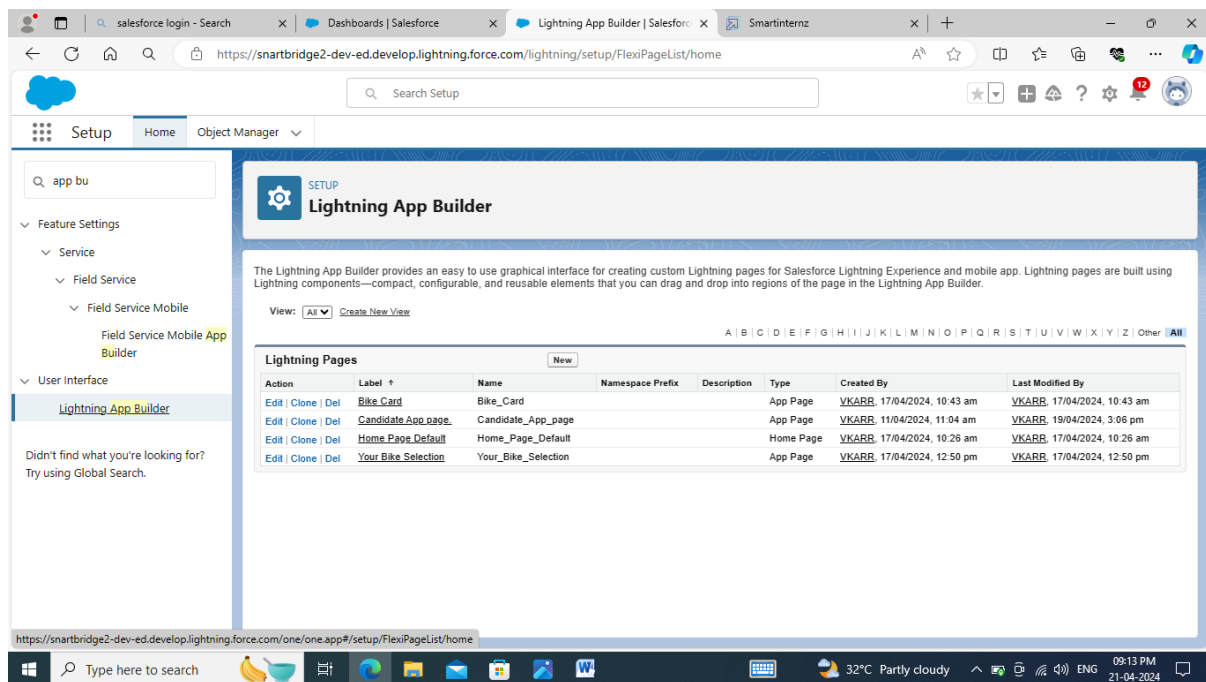 salesforce login - Search
Dashboards | Salesforce
Lightning App Builder | Salesforc
Smartinternz
https://snartbridge2-dev-ed.develop.lightning.force.com/lightning/setup/FlexiPageList/home
Search Setup
12
Setup
Home
Object Manager
app bu
Feature Settings
Service
Field Service
Field Service Mobile
Field Service Mobile App
Builder
User Interface
Lightning App Builder
Didn't find what you're looking for?
Try using Global Search.
SETUP
Lightning App Builder
The Lightning App Builder provides an easy to use graphical interface for creating custom Lightning pages for Salesforce Lightning Experience and mobile app. Lightning pages are built using
Lightning components—compact, configurable, and reusable elements that you can drag and drop into regions of the page in the Lightning App Builder.
View: All Create New View
A | B | C | D | E | F | G | H | I | J | K | L | M | N | O | P | Q | R | S | T | U | V | W | X | Y | Z | Other All
Lightning Pages New
Action Label ↑ Name Namespace Prefix Description Type Created By Last Modified By
Edit | Clone | Del Bike Card Bike_Card App Page VKARR, 17/04/2024, 10:43 am VKARR, 17/04/2024, 10:43 am
Edit | Clone | Del Candidate App page. Candidate_App_page App Page VKARR, 11/04/2024, 11:04 am VKARR, 19/04/2024, 3:06 pm
Edit | Clone | Del Home Page Default Home_Page_Default Home Page VKARR, 17/04/2024, 10:26 am VKARR, 17/04/2024, 10:26 am
Edit | Clone | Del Your Bike Selection Your_Bike_Selection App Page VKARR, 17/04/2024, 12:50 pm VKARR, 17/04/2024, 12:50 pm
https://snartbridge2-dev-ed.develop.lightning.force.com/one/one.app#/setup/FlexiPageList/home
Type here to search
32°C Partly cloudy
ENG
09:13 PM
21-04-2024